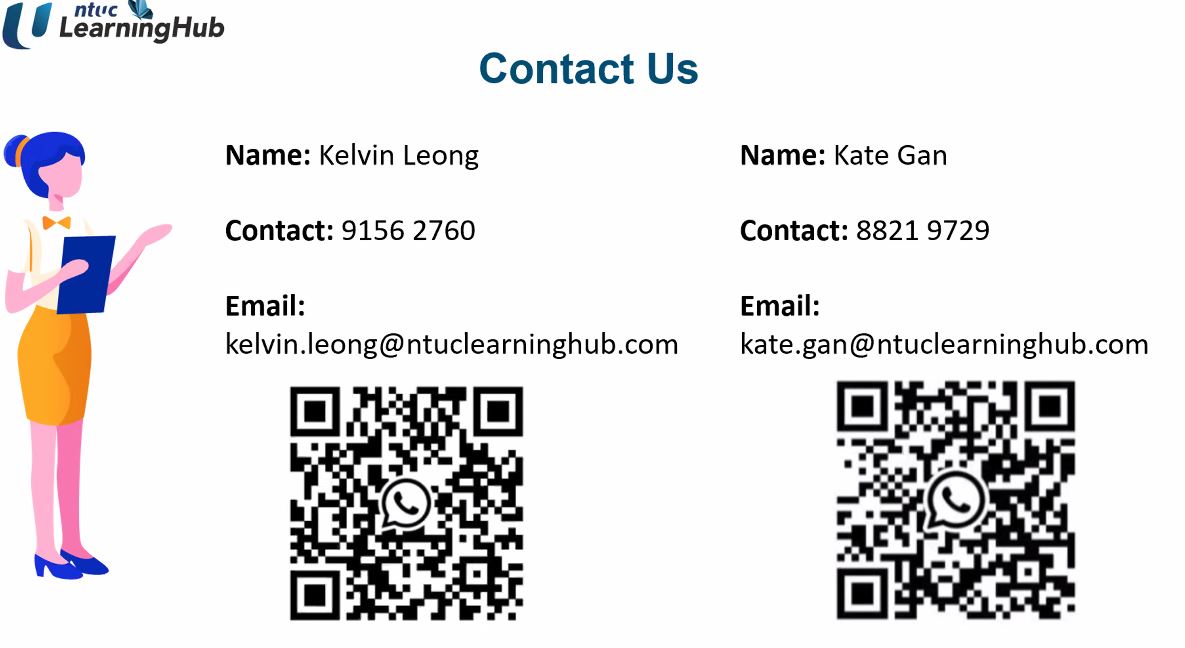 ntuc
LearningHub
Contact Us
Name: Kelvin Leong
Contact: 9156 2760
Email:
kelvin.leong@ntuclearninghub.com
Name: Kate Gan
Contact: 8821 9729
Email:
kate.gan@ntuclearninghub.com